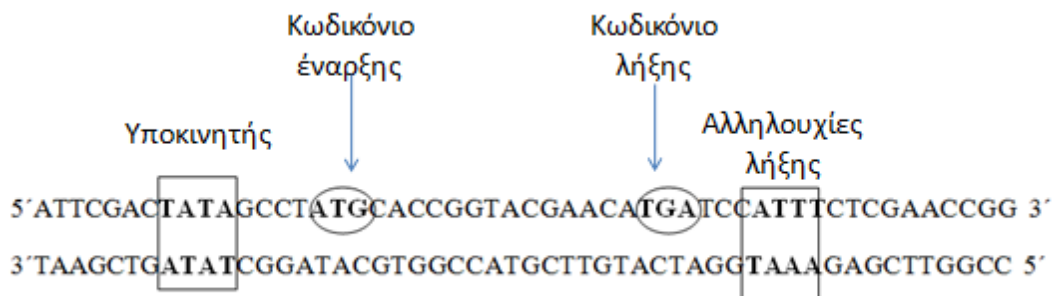 Κωδικόνιο
έναρξης
Κωδικόνιο
λήξης
Υποκινητής
Αλληλουχίες
λήξης
5´ATTCGACTATAGCCTATGCACCGGTACGAACATGATCCATTTCTCGAACCGG 3´
3´TAAGCTGATATCGGATACGTGGCCATGCTTGTACTAGGTAAAGAGCTTGGCC 5´